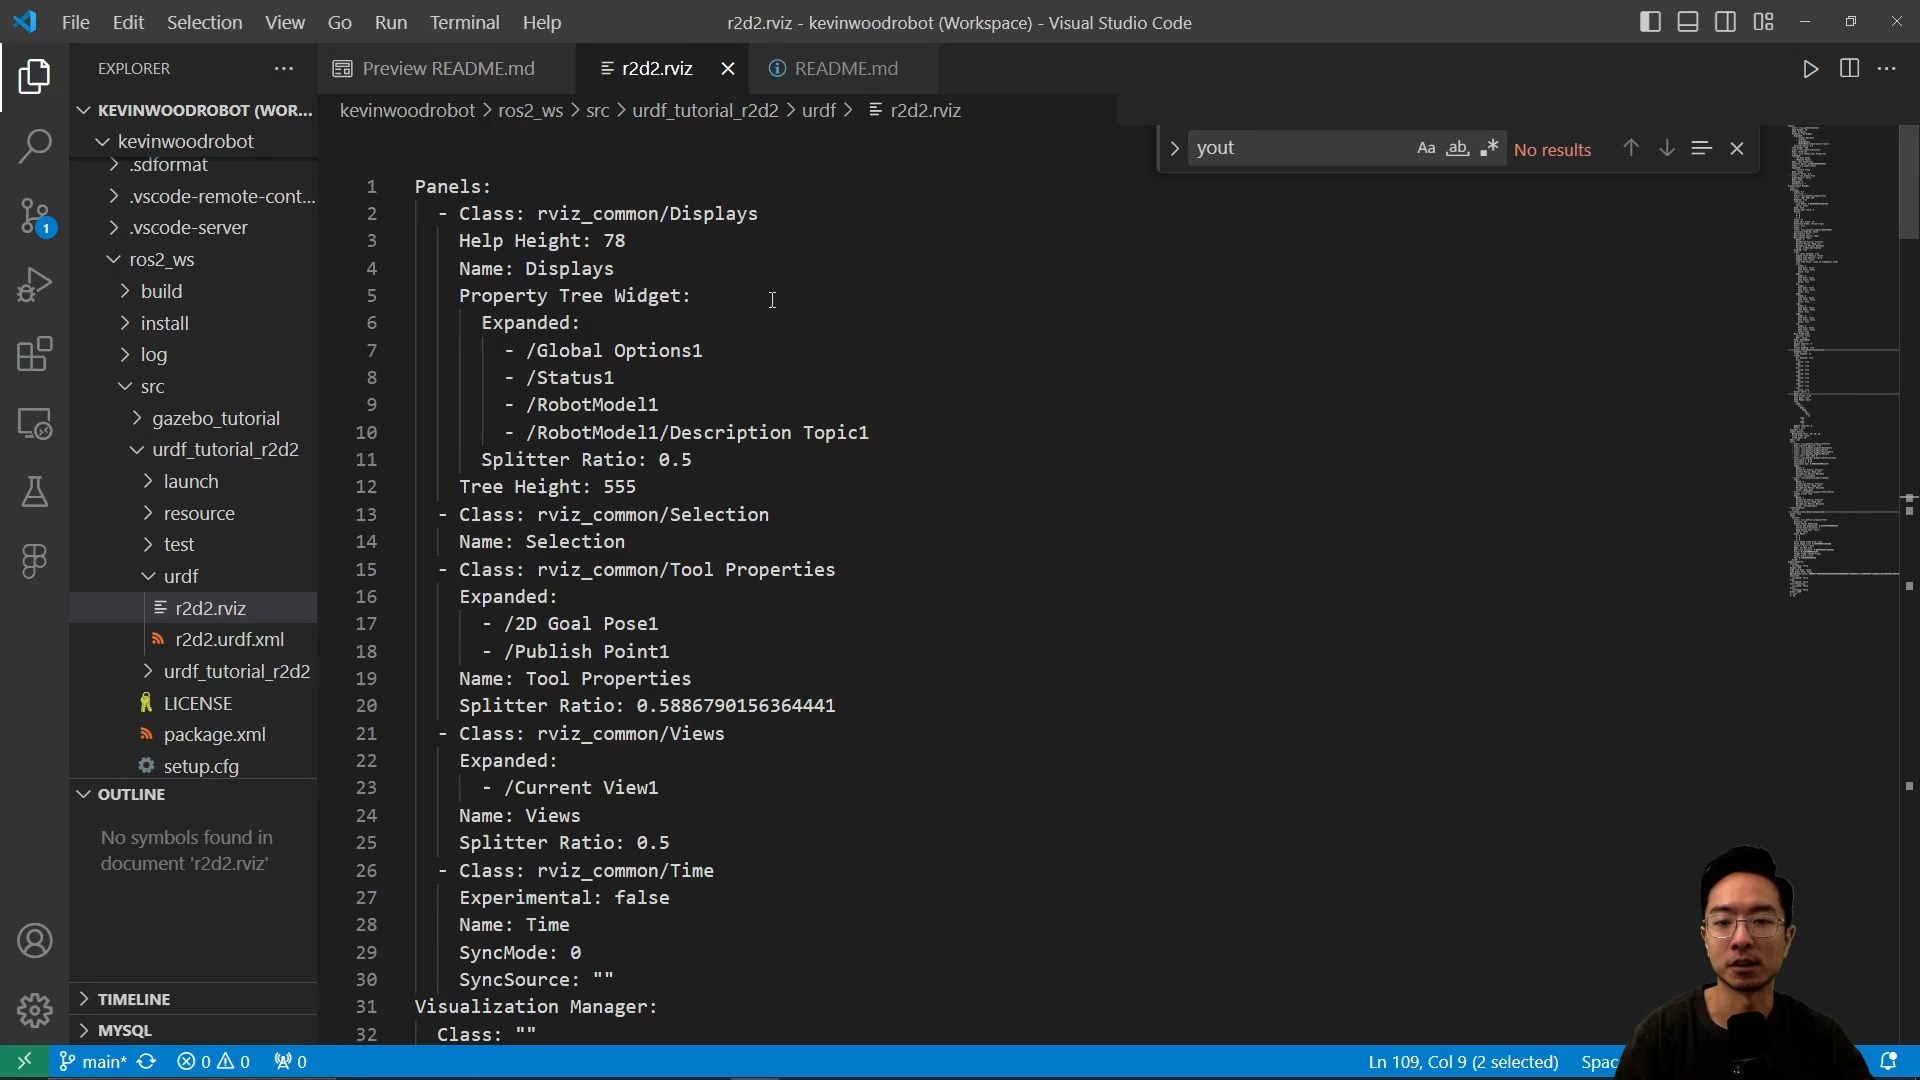 File Edit Selection View Go Run Terminal Help
r2d2.rviz - kevinwoodrobot (Workspace) - Visual Studio Code
EXPLORER
Preview README.md
r2d2.rviz
README.md
KEVINWOODROBOT (WOR...
kevinwoodrobot
.sdformat
.vscode-remote-cont...
.vscode-server
ros2_ws
build
install
log
src
gazebo_tutorial
urdf_tutorial_r2d2
launch
resource
test
urdf
r2d2.rviz
r2d2.urdf.xml
urdf_tutorial_r2d2
LICENSE
package.xml
setup.cfg
OUTLINE
No symbols found in
document 'r2d2.rviz'
TIMELINE
MYSQL
1
kevinwoodrobot > ros2_ws > src > urdf_tutorial_r2d2 > urdf > r2d2.rviz
yout
Aa ab, .*
No results
1 Panels:
2 - Class: rviz_common/Displays
3 Help Height: 78
4 Name: Displays
5 Property Tree Widget:
6 Expanded:
7 - /Global Options1
8 - /Status1
9 - /RobotModel1
10 - /RobotModel1/Description Topic1
11 Splitter Ratio: 0.5
12 Tree Height: 555
13 - Class: rviz_common/Selection
14 Name: Selection
15 - Class: rviz_common/Tool Properties
16 Expanded:
17 - /2D Goal Pose1
18 - /Publish Point1
19 Name: Tool Properties
20 Splitter Ratio: 0.5886790156364441
21 - Class: rviz_common/Views
22 Expanded:
23 - /Current View1
24 Name: Views
25 Splitter Ratio: 0.5
26 - Class: rviz_common/Time
27 Experimental: false
28 Name: Time
29 SyncMode: 0
30 SyncSource: ""
31 Visualization Manager:
32 Class: ""
main* 0 0 0
Ln 109, Col 9 (2 selected) Spac